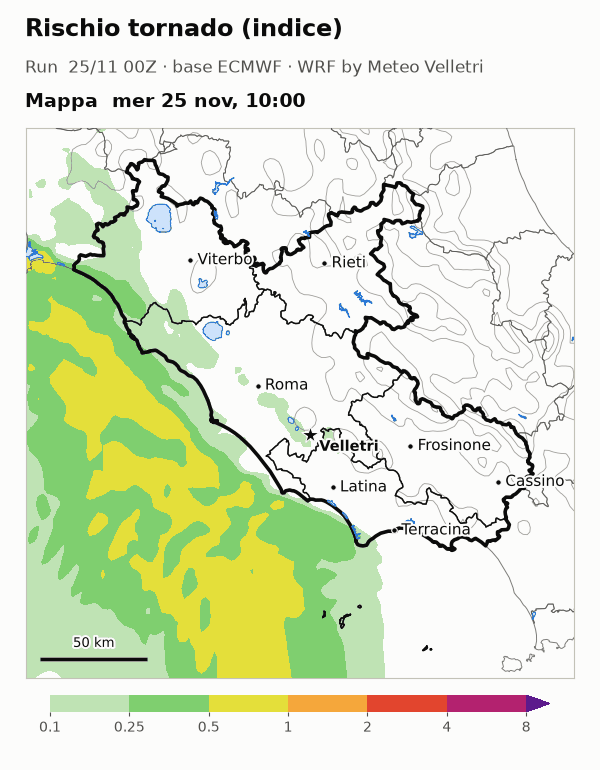 Rischio tornado (indice)
Run  25/11 00Z · base ECMWF · WRF by Meteo Velletri
Mappa  mer 25 nov, 10:00
Viterbo
Rieti
Roma
Velletri
Frosinone
Cassino
Latina
Terracina
50 km
0.1 0.25 0.5 1 2 4 8